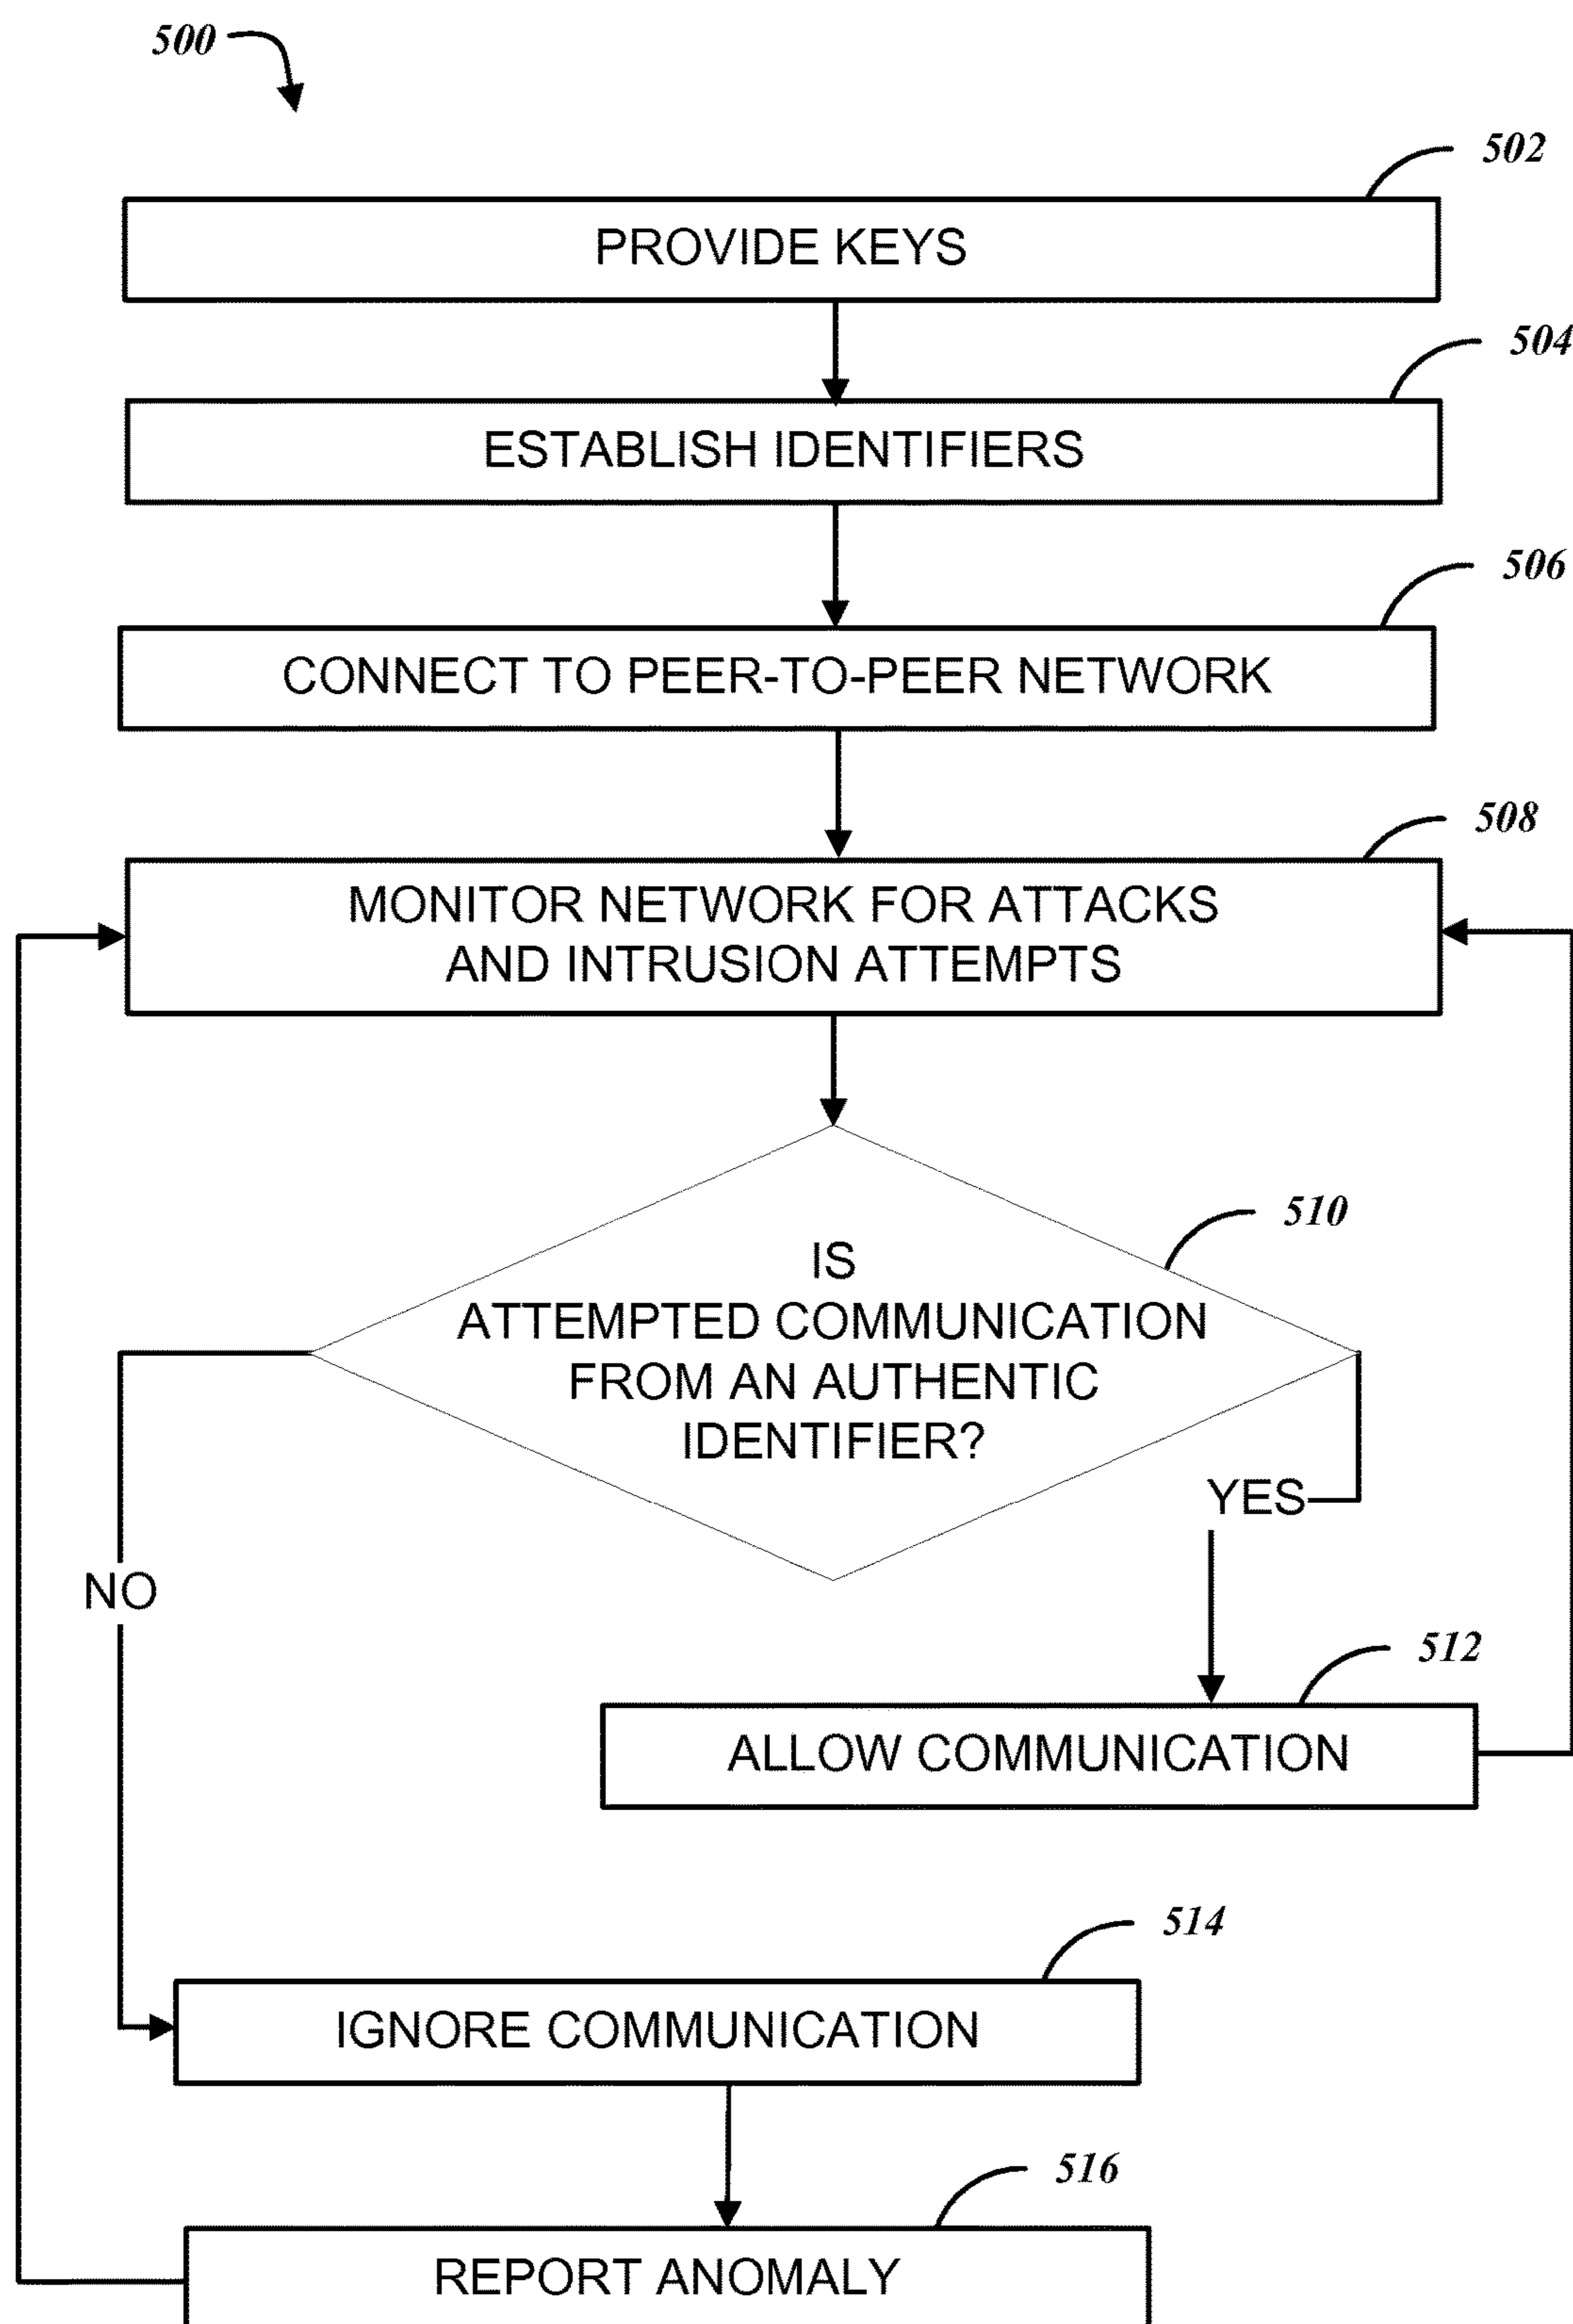 500
502
PROVIDE KEYS
504
ESTABLISH IDENTIFIERS
506
CONNECT TO PEER-TO-PEER NETWORK
508
MONITOR NETWORK FOR ATTACKS
AND INTRUSION ATTEMPTS
510
IS
ATTEMPTED COMMUNICATION
FROM AN AUTHENTIC
IDENTIFIER?
YES
NO
512
ALLOW COMMUNICATION
514
IGNORE COMMUNICATION
516
REPORT ANOMALY